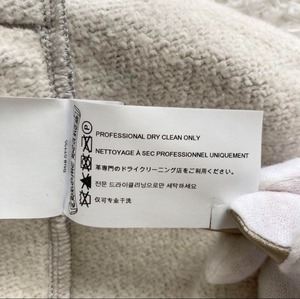 PROFESSIONAL DRY CLEAN ONLY
NETTOYAGE À SEC PROFESSIONNEL UNIQUEMENT
革専門のドライクリーニング店をご利用ください。
전문 드라이클리닝으로만 세탁하세요
仅可专业干洗